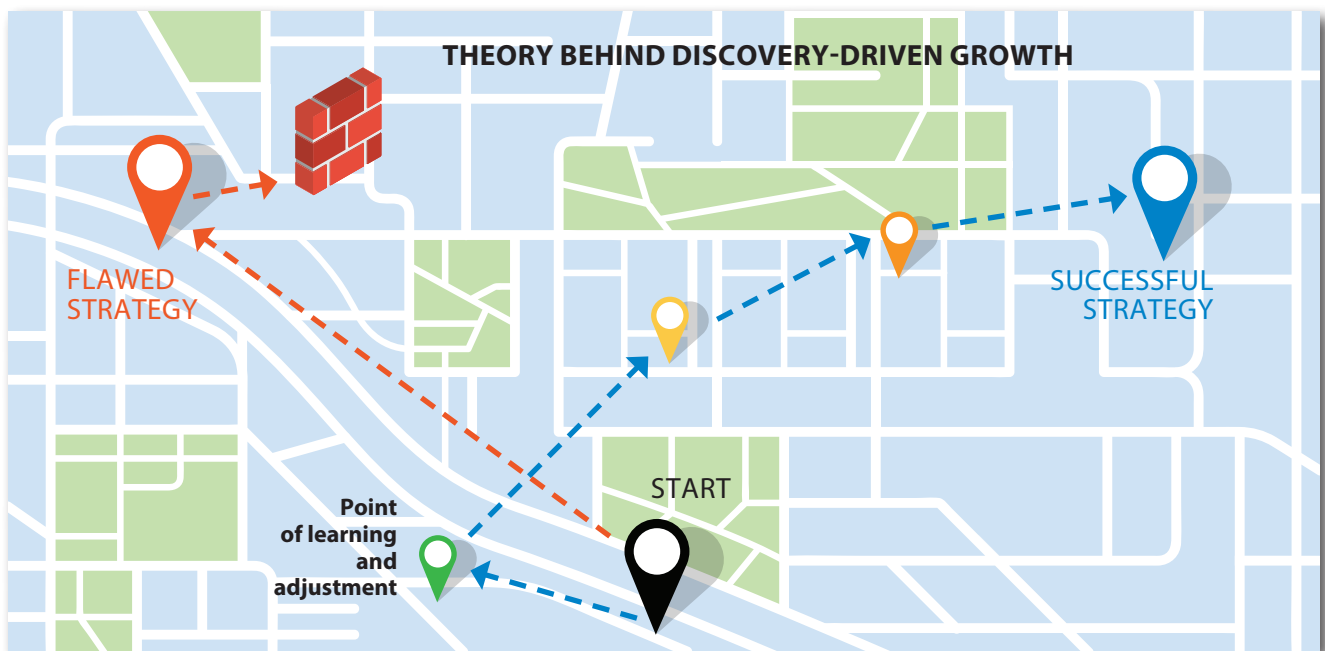 THEORY BEHIND DISCOVERY-DRIVEN GROWTH
FLAWED
STRATEGY
SUCCESSFUL
STRATEGY
START
Point
of learning
and
adjustment